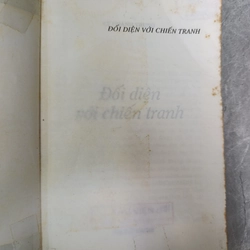 ĐỐI DIỆN VỚI CHIẾN TRANH
Đối diện
với chiến tranh